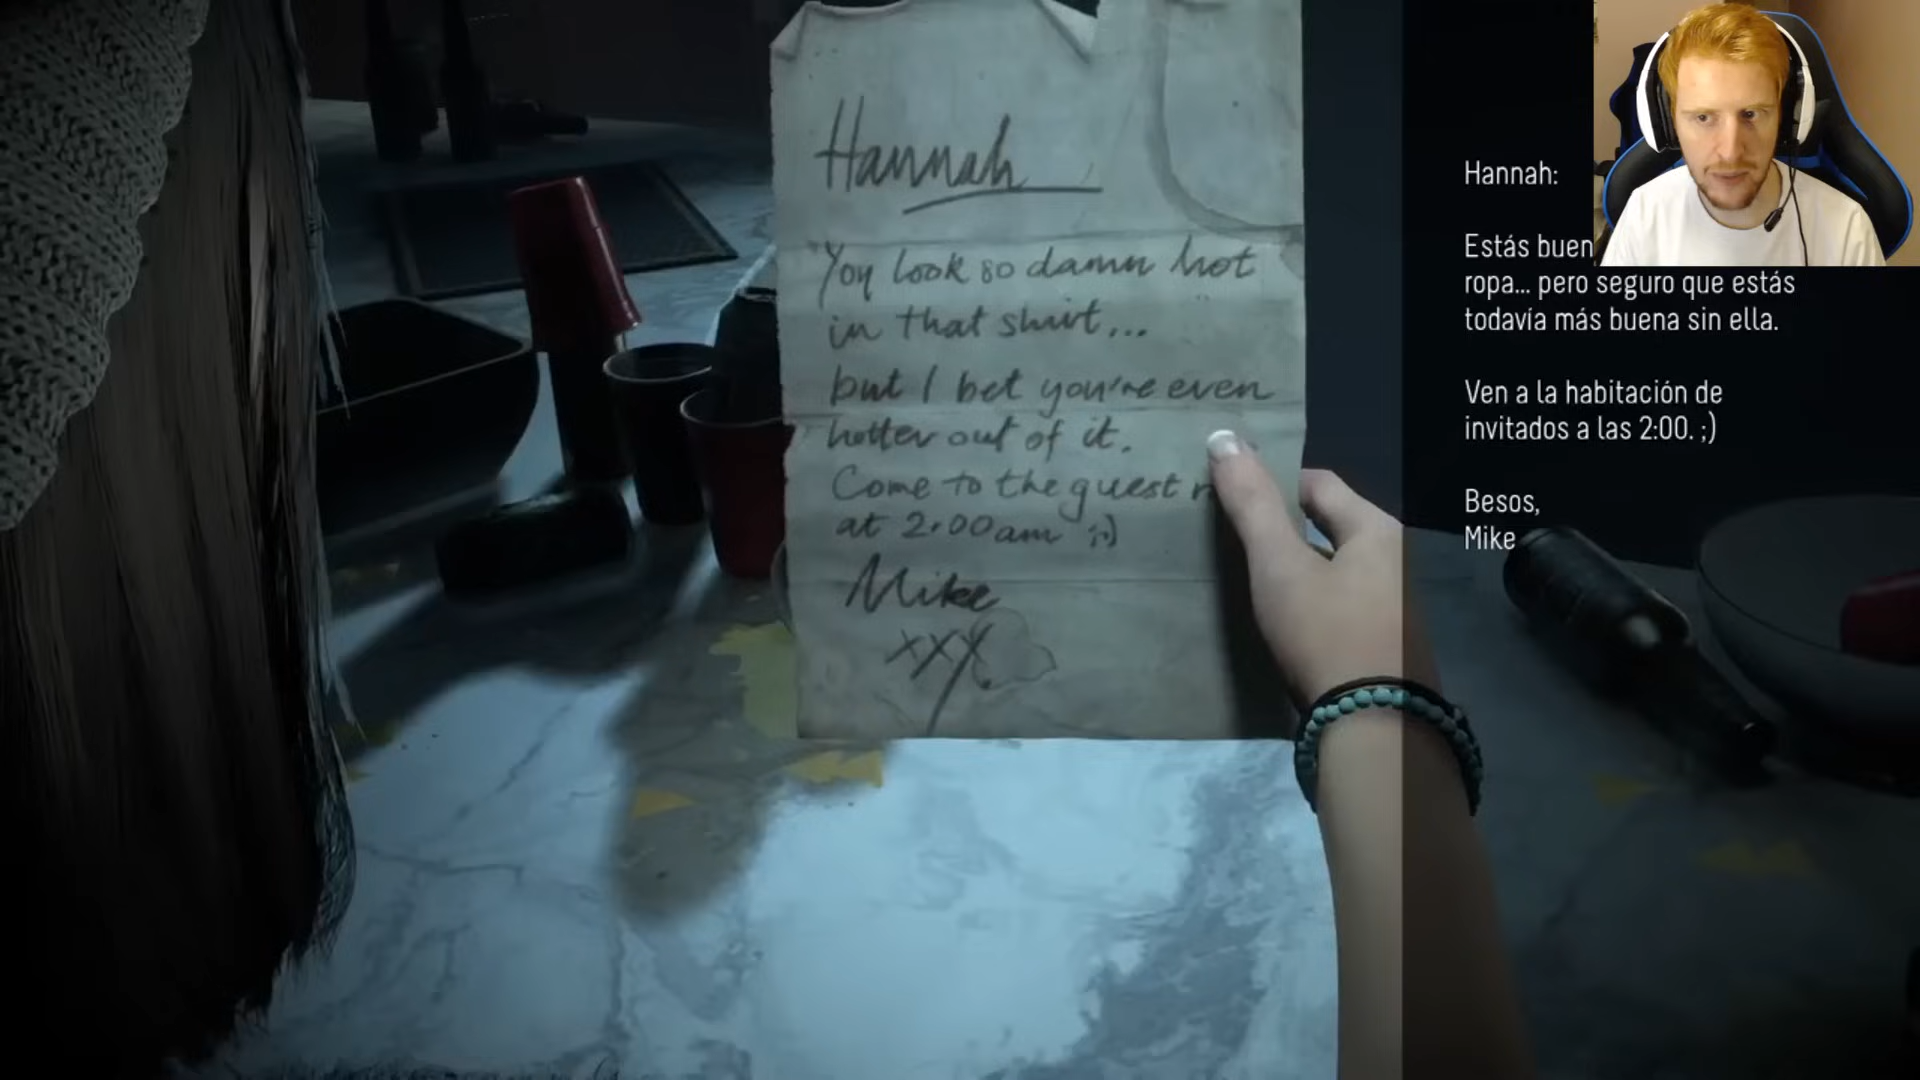 Hannah
"You look so damn hot
in that shirt...
but I bet you're even
hotter out of it.
Come to the guest
at 2.00am ;)
Mike
xxx
Hannah:
Estás
ropa... pero seguro que estás
todavía más buena sin ella.
Ven a la habitación de
invitados a las 2:00. ;)
Besos,
Mike